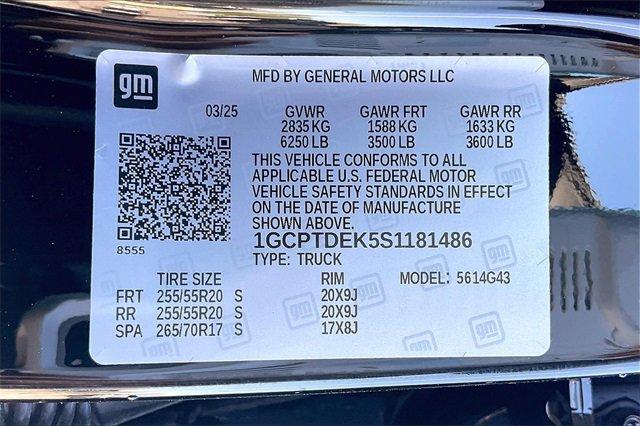 gm
MFD BY GENERAL MOTORS LLC
03/25 GVWR GAWR FRT GAWR RR
2835 KG 1588 KG 1633 KG
6250 LB 3500 LB 3600 LB
THIS VEHICLE CONFORMS TO ALL
APPLICABLE U.S. FEDERAL MOTOR
VEHICLE SAFETY STANDARDS IN EFFECT
ON THE DATE OF MANUFACTURE
SHOWN ABOVE.
8555
1GCPTDEK5S1181486
TYPE: TRUCK
TIRE SIZE RIM MODEL: 5614G43
FRT 255/55R20 S 20X9J
RR 255/55R20 S 20X9J
SPA 265/70R17 S 17X8J